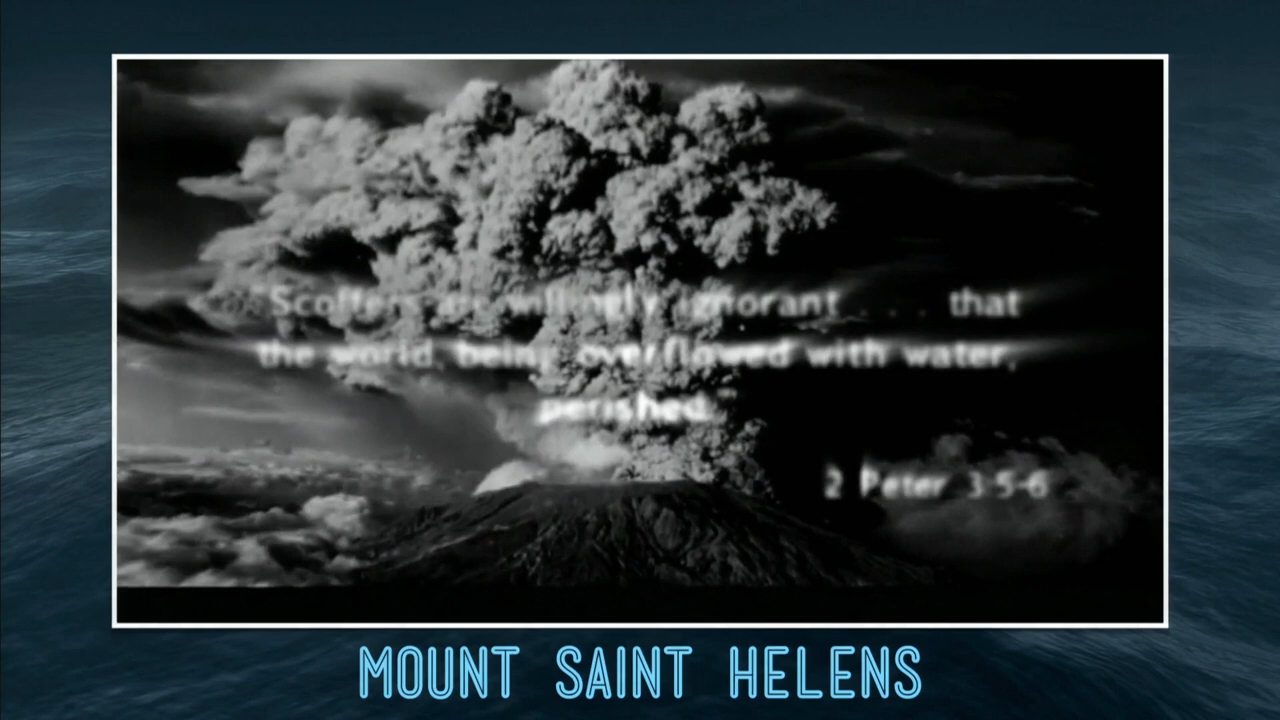 "Scoffers are willingly ignorant . . . that
the world, being overflowed with water,
perished."
2 Peter 3:5-6
MOUNT SAINT HELENS